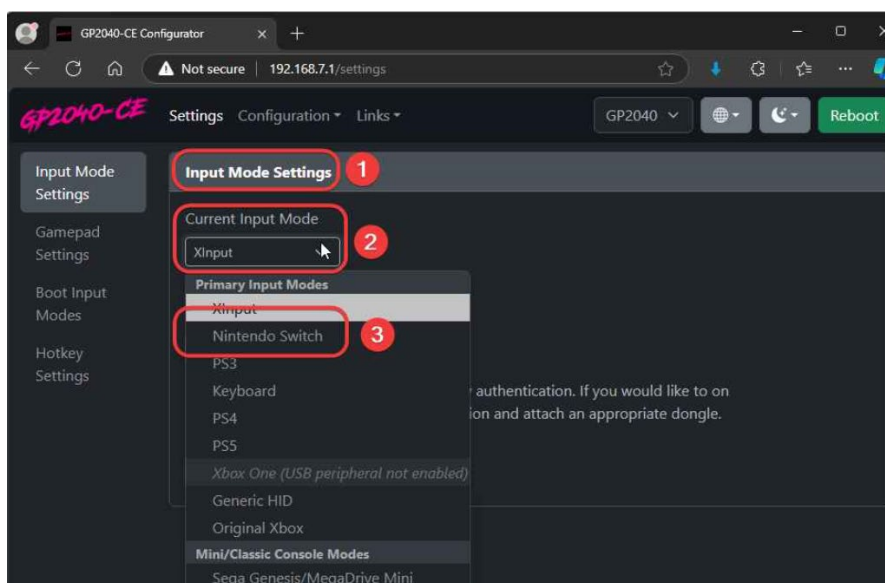 GP2040-CE Configurator
Not secure | 192.168.7.1/settings
GP2040-CE Settings Configuration Links GP2040 Reboot
Input Mode Settings
Gamepad Settings
Boot Input Modes
Hotkey Settings
Input Mode Settings 1
Current Input Mode
XInput 2
Primary Input Modes
XInput
Nintendo Switch 3
PS3
Keyboard
authentication. If you would like to on
PS4
ion and attach an appropriate dongle.
PS5
Xbox One (USB peripheral not enabled)
Generic HID
Original Xbox
Mini/Classic Console Modes
Sega Genesis/MegaDrive Mini